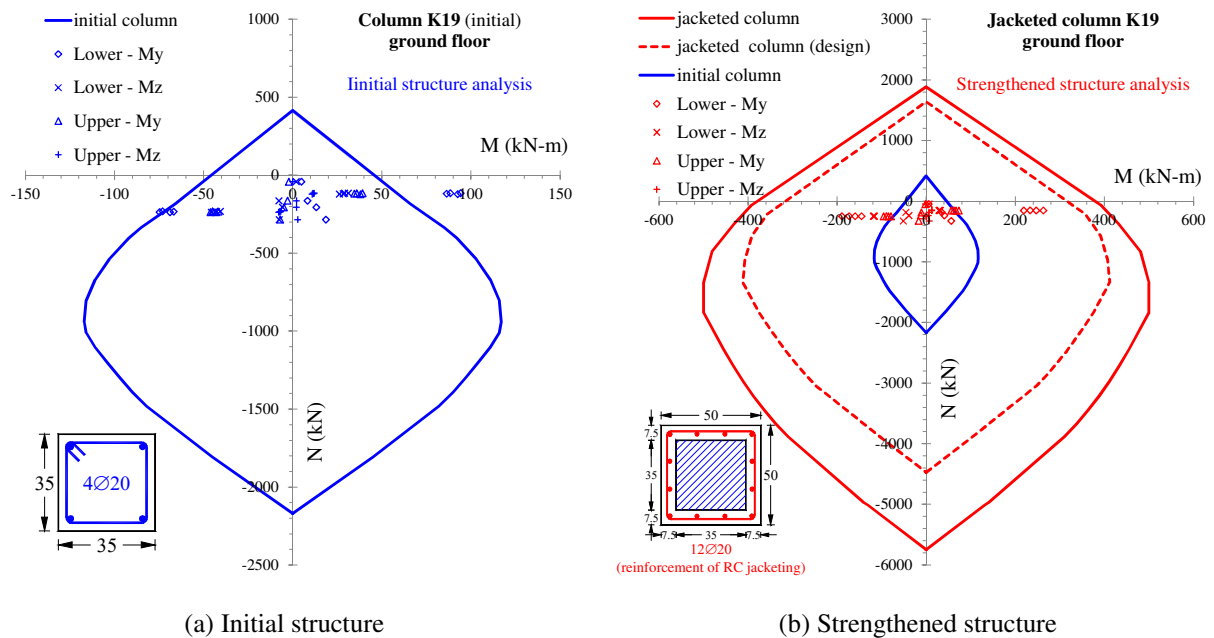 initial column
Lower - My
Lower - Mz
Upper - My
Upper - Mz
Column K19 (initial)
ground floor
Iinitial structure analysis
M (kN-m)
N (kN)
1000
500
0
-500
-1000
-1500
-2000
-2500
-150
-100
-50
0
50
100
150
35
4∅20
35
(a) Initial structure
jacketed column
jacketed column (design)
initial column
Lower - My
Lower - Mz
Upper - My
Upper - Mz
Jacketed column K19
ground floor
Strengthened structure analysis
M (kN-m)
N (kN)
3000
2000
1000
0
-1000
-2000
-3000
-4000
-5000
-6000
-600
-400
-200
0
200
400
600
50
7.5
35
7.5
50
7.5
35
7.5
12∅20
(reinforcement of RC jacketing)
(b) Strengthened structure